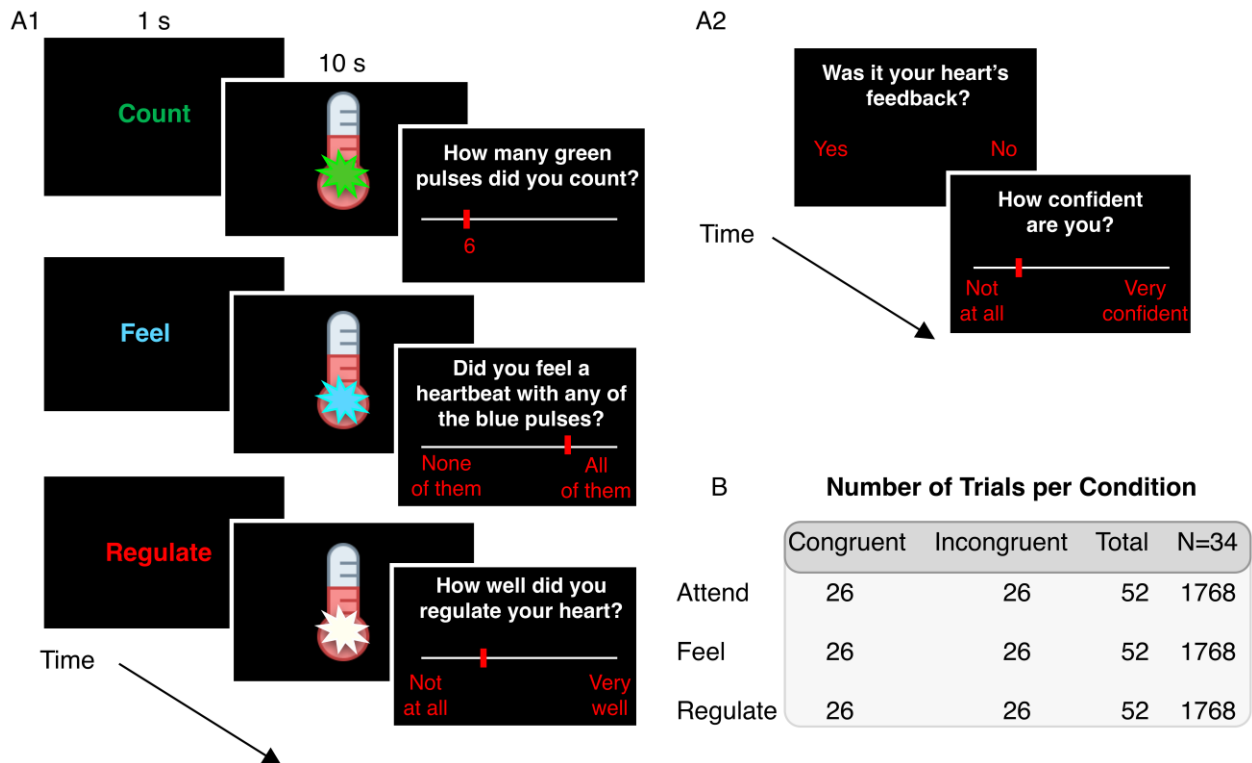 A1
1 s
10 s
Count
How many green
pulses did you count?
6
Feel
Did you feel a
heartbeat with any of
the blue pulses?
None
of them
All
of them
Regulate
How well did you
regulate your heart?
Not
at all
Very
well
Time
A2
Was it your heart's
feedback?
Yes
No
How confident
are you?
Not
at all
Very
confident
Time
B
Number of Trials per Condition
Congruent Incongruent Total N=34
Attend 26 26 52 1768
Feel 26 26 52 1768
Regulate 26 26 52 1768